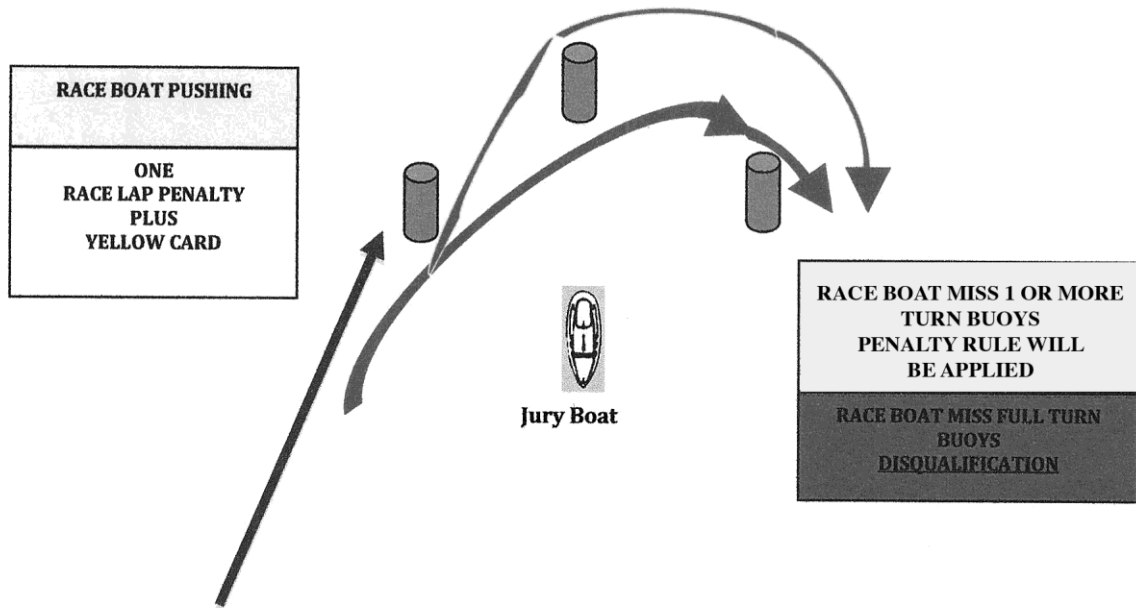 RACE BOAT PUSHING
ONE
RACE LAP PENALTY
PLUS
YELLOW CARD
Jury Boat
RACE BOAT MISS 1 OR MORE
TURN BUOYS
PENALTY RULE WILL
BE APPLIED
RACE BOAT MISS FULL TURN
BUOYS
DISQUALIFICATION